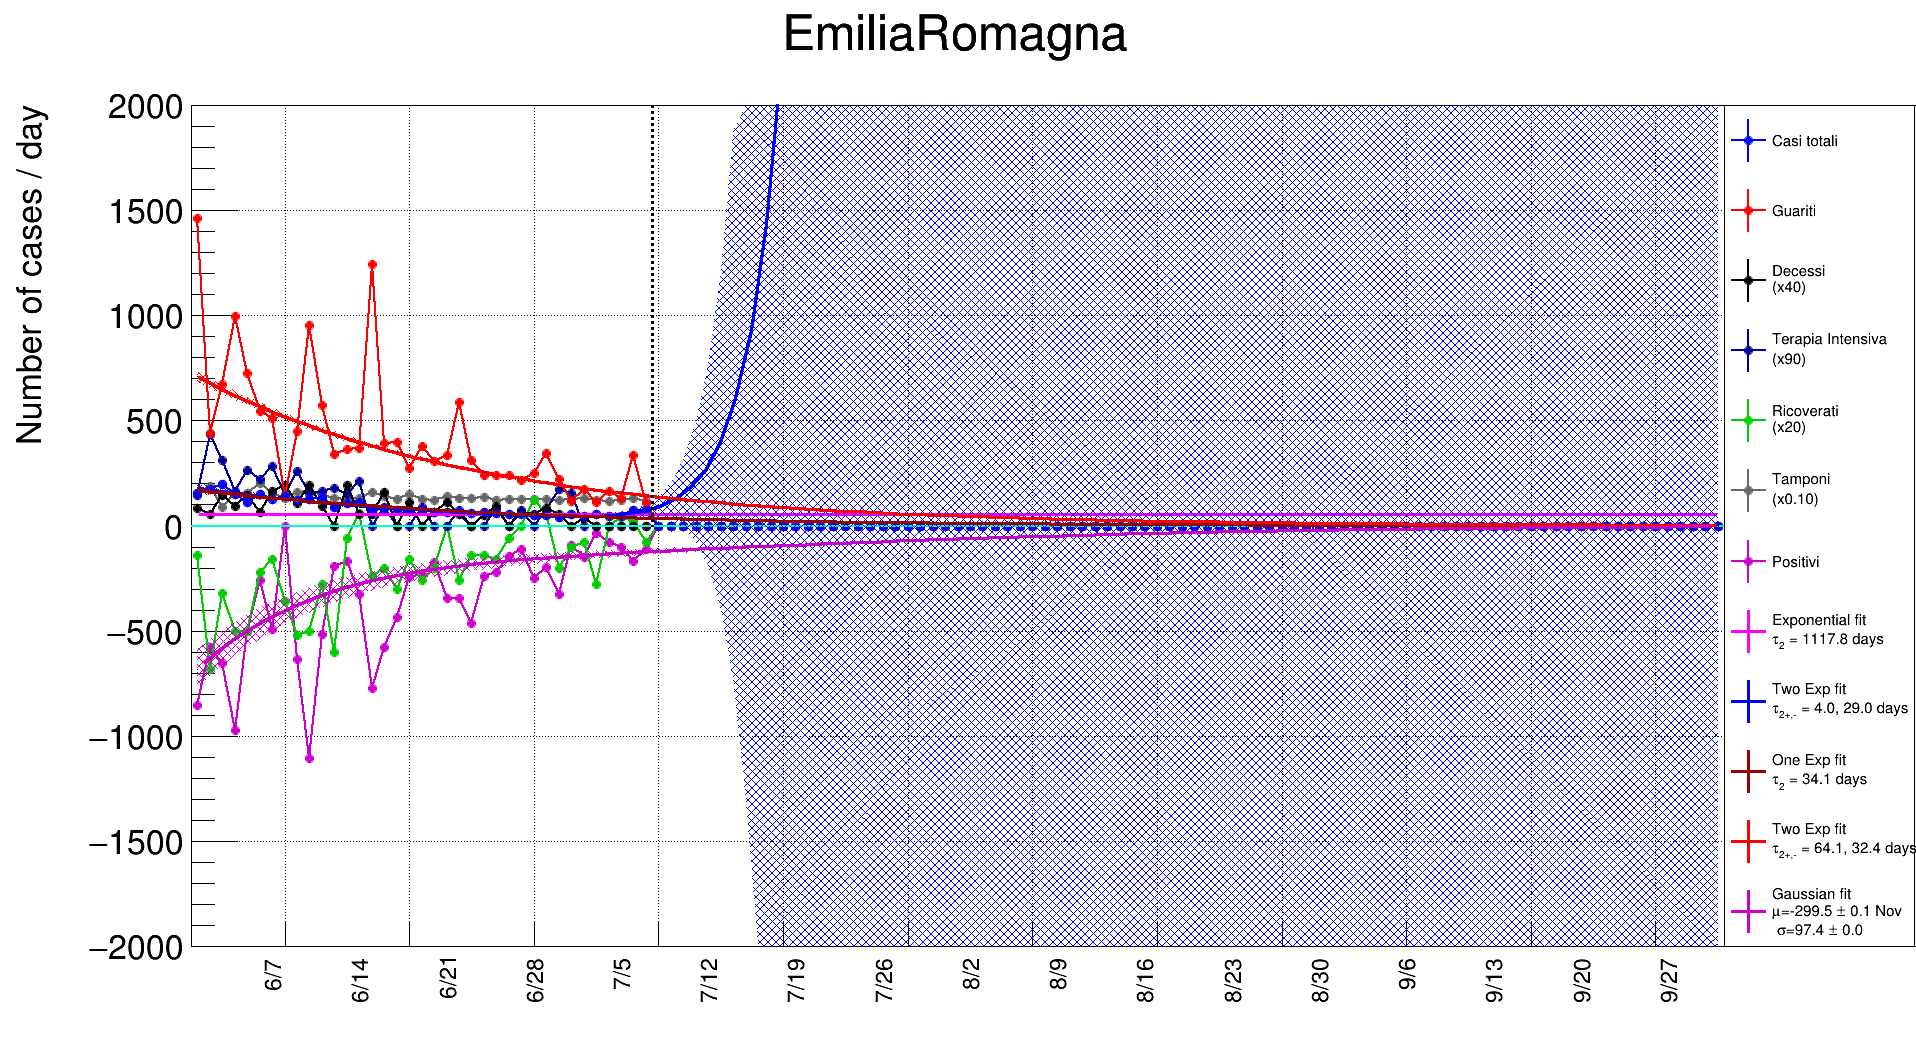 EmiliaRomagna
Number of cases / day
2000
1500
1000
500
0
−500
−1000
−1500
−2000
6/7
6/14
6/21
6/28
7/5
7/12
7/19
7/26
8/2
8/9
8/16
8/23
8/30
9/6
9/13
9/20
9/27
Casi totali
Guariti
Decessi
(x40)
Terapia Intensiva
(x90)
Ricoverati
(x20)
Tamponi
(x0.10)
Positivi
Exponential fit
τ2 = 1117.8 days
Two Exp fit
τ2+,- = 4.0, 29.0 days
One Exp fit
τ2 = 34.1 days
Two Exp fit
τ2+,- = 64.1, 32.4 days
Gaussian fit
μ=-299.5 ± 0.1 Nov
σ=97.4 ± 0.0